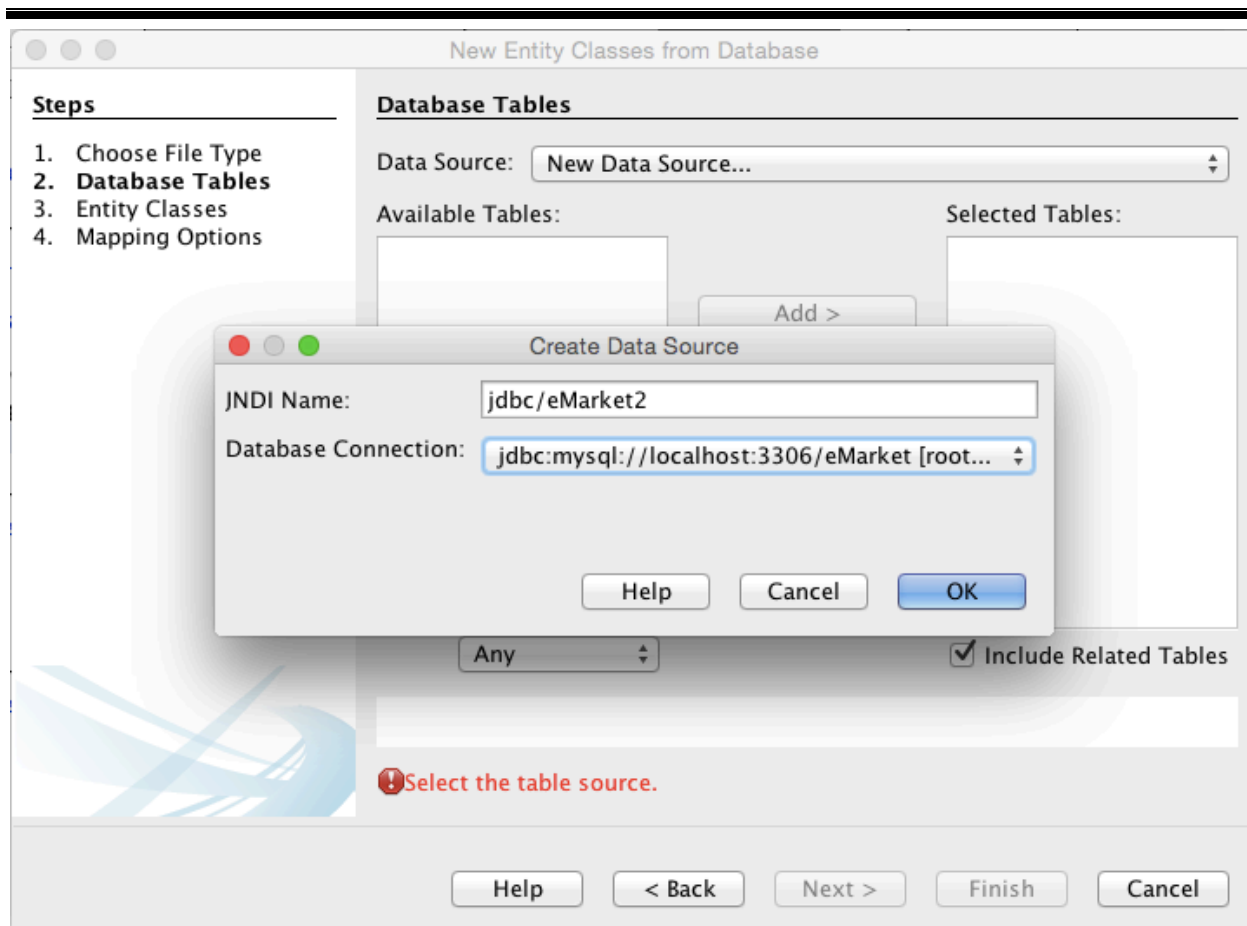 New Entity Classes from Database
Steps
1. Choose File Type
2. Database Tables
3. Entity Classes
4. Mapping Options
Database Tables
Data Source: New Data Source...
Available Tables:
Selected Tables:
Add >
Create Data Source
JNDI Name: jdbc/eMarket2
Database Connection: jdbc:mysql://localhost:3306/eMarket [root...
Help Cancel OK
Any
Include Related Tables
Select the table source.
Help < Back Next > Finish Cancel